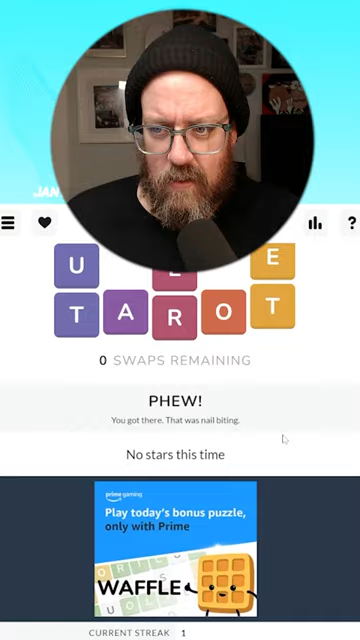 JAN
U E
T A R O T
0 SWAPS REMAINING
PHEW!
You got there. That was nail biting.
No stars this time
prime gaming
Play today's bonus puzzle,
only with Prime
WAFFLE
CURRENT STREAK 1